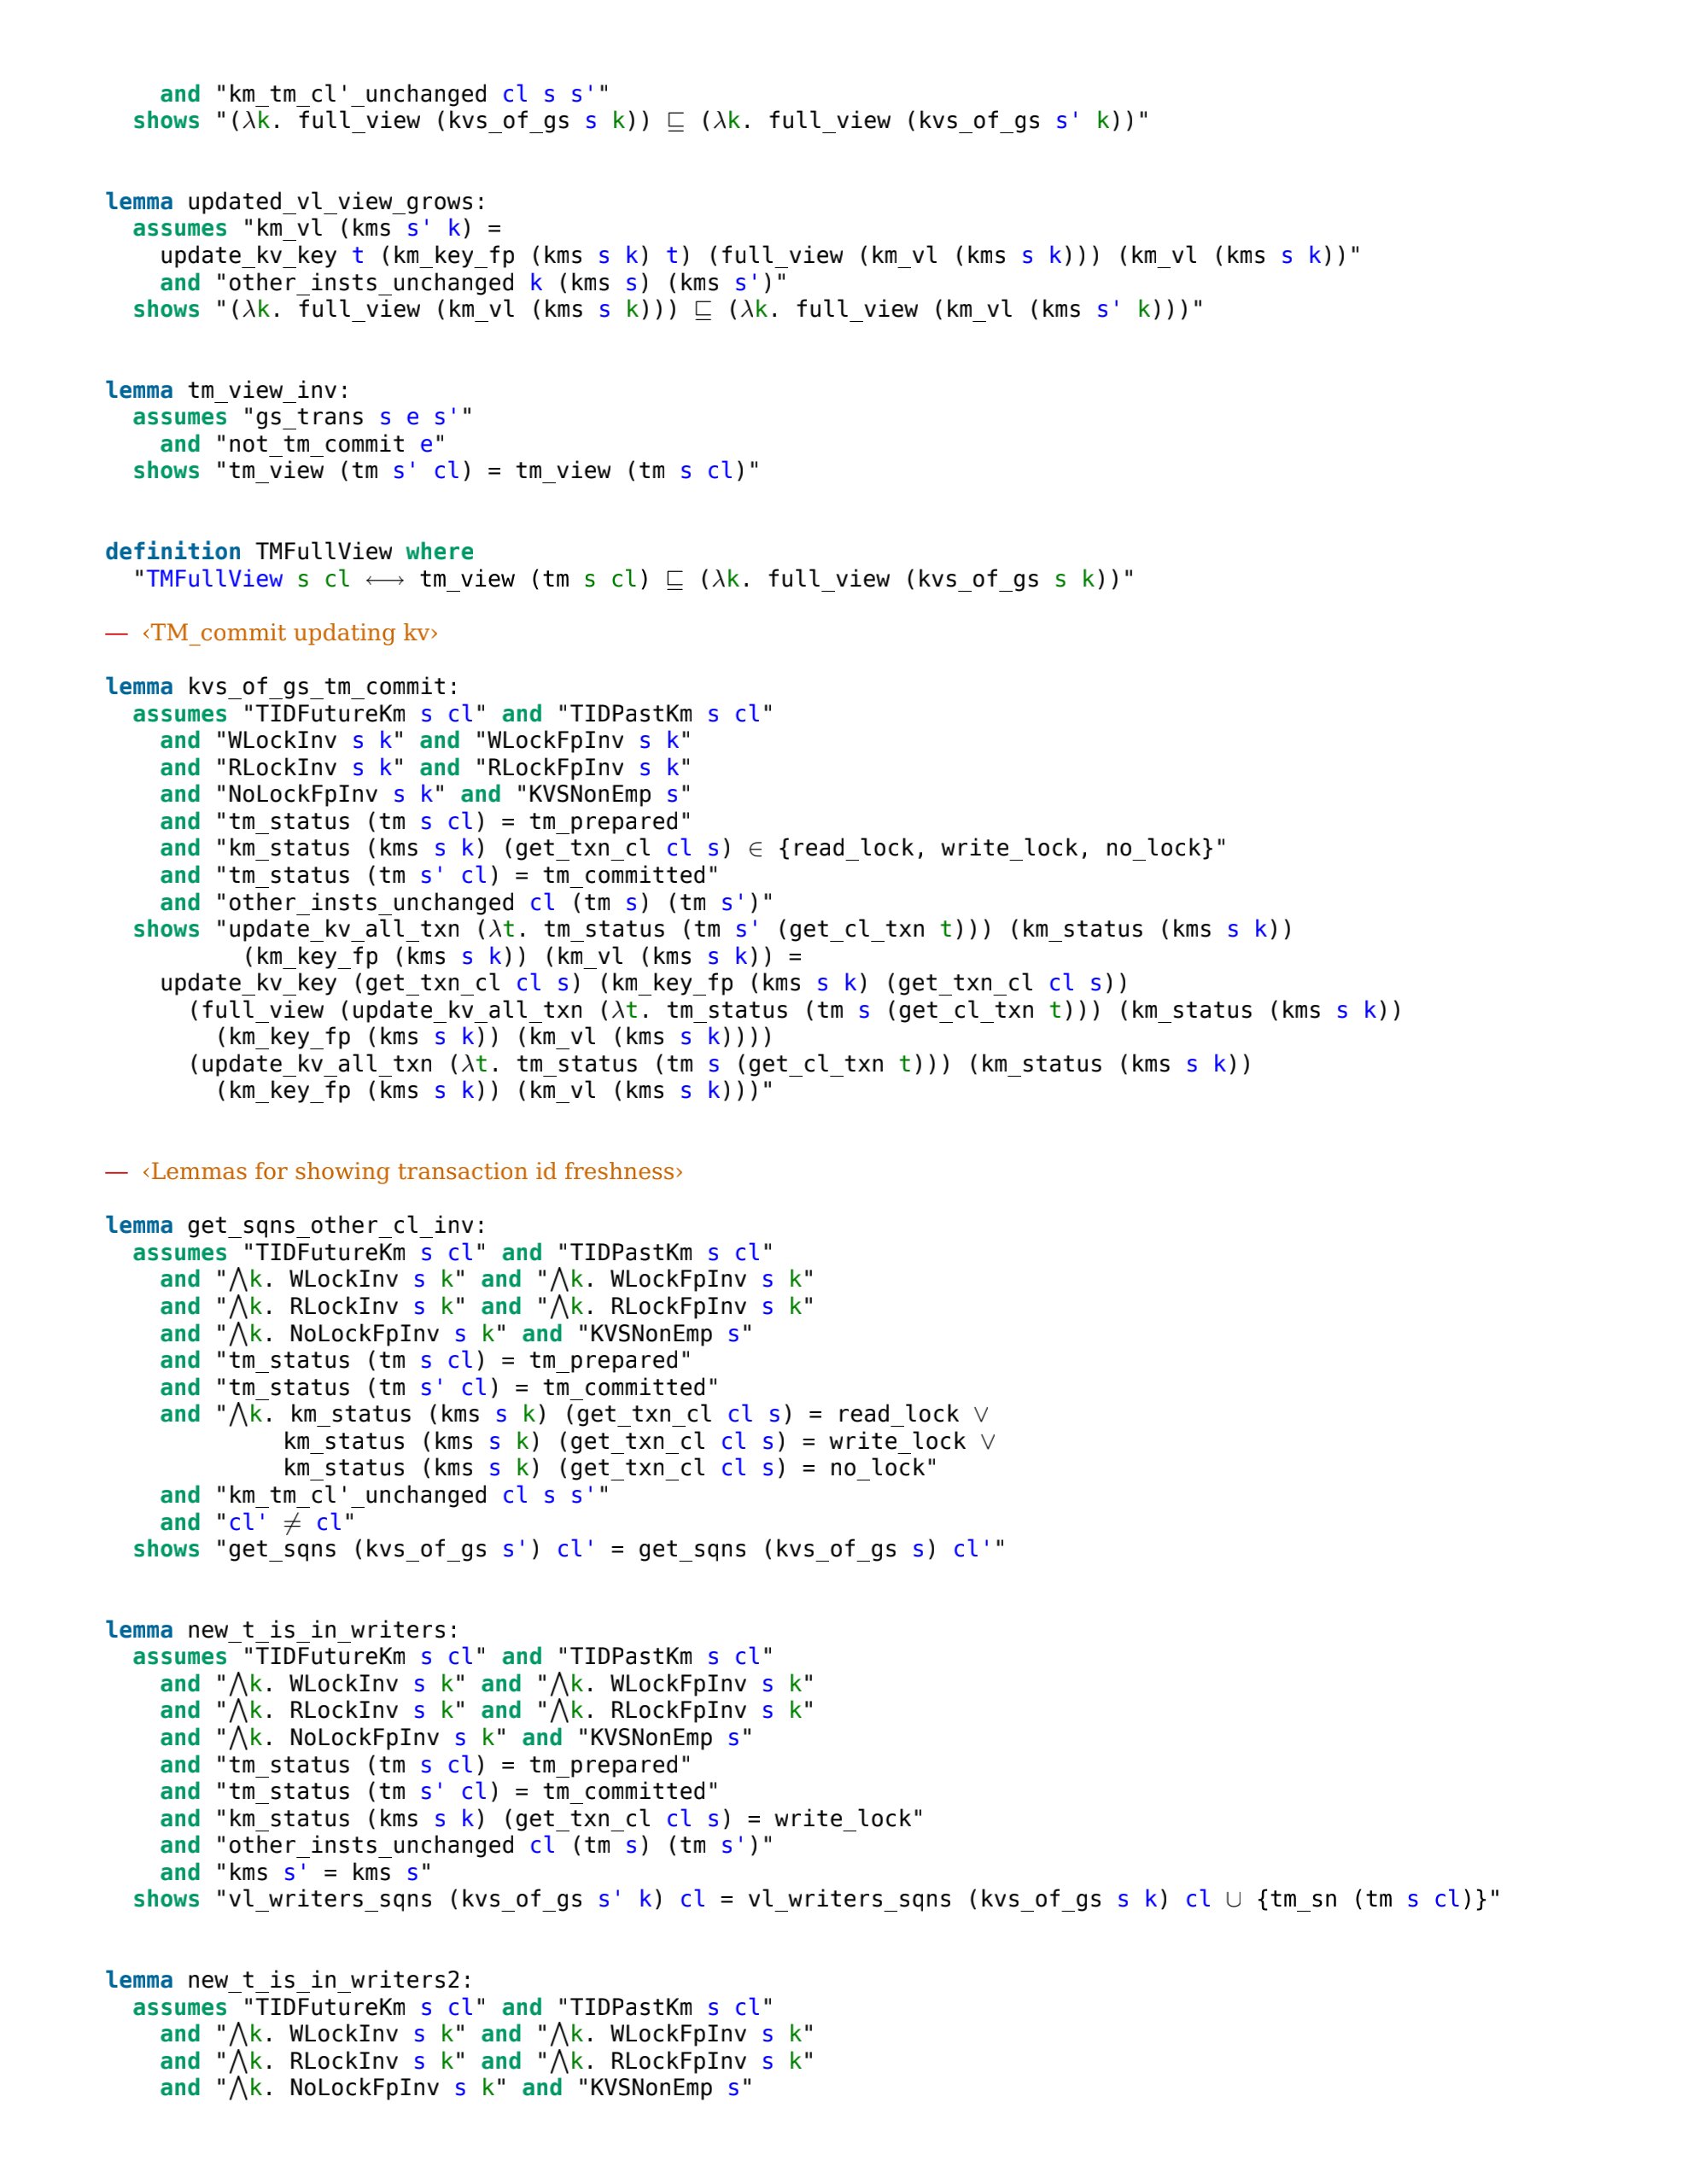 and "km_tm_cl'_unchanged cl s s'"
shows "(λk. full_view (kvs_of_gs s k)) ⊑ (λk. full_view (kvs_of_gs s' k))"
lemma updated_vl_view_grows:
assumes "km_vl (kms s' k) =
update_kv_key t (km_key_fp (kms s k) t) (full_view (km_vl (kms s k))) (km_vl (kms s k))"
and "other_insts_unchanged k (kms s) (kms s')"
shows "(λk. full_view (km_vl (kms s k))) ⊑ (λk. full_view (km_vl (kms s' k)))"
lemma tm_view_inv:
assumes "gs_trans s e s'"
and "not_tm_commit e"
shows "tm_view (tm s' cl) = tm_view (tm s cl)"
definition TMFullView where
"TMFullView s cl ⟷ tm_view (tm s cl) ⊑ (λk. full_view (kvs_of_gs s k))"
— ‹TM_commit updating kv›
lemma kvs_of_gs_tm_commit:
assumes "TIDFutureKm s cl" and "TIDPastKm s cl"
and "WLockInv s k" and "WLockFpInv s k"
and "RLockInv s k" and "RLockFpInv s k"
and "NoLockFpInv s k" and "KVSNonEmp s"
and "tm_status (tm s cl) = tm_prepared"
and "km_status (kms s k) (get_txn_cl cl s) ∈ {read_lock, write_lock, no_lock}"
and "tm_status (tm s' cl) = tm_committed"
and "other_insts_unchanged cl (tm s) (tm s')"
shows "update_kv_all_txn (λt. tm_status (tm s' (get_cl_txn t))) (km_status (kms s k))
(km_key_fp (kms s k)) (km_vl (kms s k)) =
update_kv_key (get_txn_cl cl s) (km_key_fp (kms s k) (get_txn_cl cl s))
(full_view (update_kv_all_txn (λt. tm_status (tm s (get_cl_txn t))) (km_status (kms s k))
(km_key_fp (kms s k)) (km_vl (kms s k))))
(update_kv_all_txn (λt. tm_status (tm s (get_cl_txn t))) (km_status (kms s k))
(km_key_fp (kms s k)) (km_vl (kms s k)))"
— ‹Lemmas for showing transaction id freshness›
lemma get_sqns_other_cl_inv:
assumes "TIDFutureKm s cl" and "TIDPastKm s cl"
and "⋀k. WLockInv s k" and "⋀k. WLockFpInv s k"
and "⋀k. RLockInv s k" and "⋀k. RLockFpInv s k"
and "⋀k. NoLockFpInv s k" and "KVSNonEmp s"
and "tm_status (tm s cl) = tm_prepared"
and "tm_status (tm s' cl) = tm_committed"
and "⋀k. km_status (kms s k) (get_txn_cl cl s) = read_lock ∨
km_status (kms s k) (get_txn_cl cl s) = write_lock ∨
km_status (kms s k) (get_txn_cl cl s) = no_lock"
and "km_tm_cl'_unchanged cl s s'"
and "cl' ≠ cl"
shows "get_sqns (kvs_of_gs s') cl' = get_sqns (kvs_of_gs s) cl'"
lemma new_t_is_in_writers:
assumes "TIDFutureKm s cl" and "TIDPastKm s cl"
and "⋀k. WLockInv s k" and "⋀k. WLockFpInv s k"
and "⋀k. RLockInv s k" and "⋀k. RLockFpInv s k"
and "⋀k. NoLockFpInv s k" and "KVSNonEmp s"
and "tm_status (tm s cl) = tm_prepared"
and "tm_status (tm s' cl) = tm_committed"
and "km_status (kms s k) (get_txn_cl cl s) = write_lock"
and "other_insts_unchanged cl (tm s) (tm s')"
and "kms s' = kms s"
shows "vl_writers_sqns (kvs_of_gs s' k) cl = vl_writers_sqns (kvs_of_gs s k) cl ∪ {tm_sn (tm s cl)}"
lemma new_t_is_in_writers2:
assumes "TIDFutureKm s cl" and "TIDPastKm s cl"
and "⋀k. WLockInv s k" and "⋀k. WLockFpInv s k"
and "⋀k. RLockInv s k" and "⋀k. RLockFpInv s k"
and "⋀k. NoLockFpInv s k" and "KVSNonEmp s"